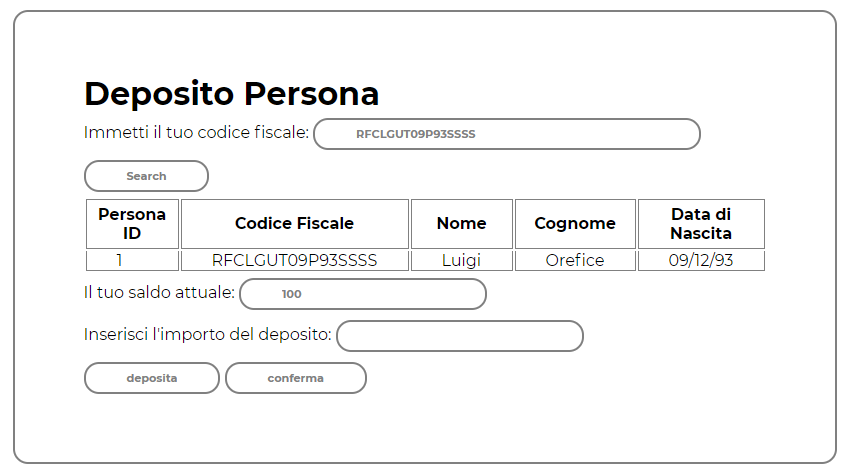 Deposito Persona
Immetti il tuo codice fiscale: RFCLGUT09P93SSSS
Search
Persona ID Codice Fiscale Nome Cognome Data di Nascita
1 RFCLGUT09P93SSSS Luigi Orefice 09/12/93
Il tuo saldo attuale: 100
Inserisci l'importo del deposito:
deposita conferma